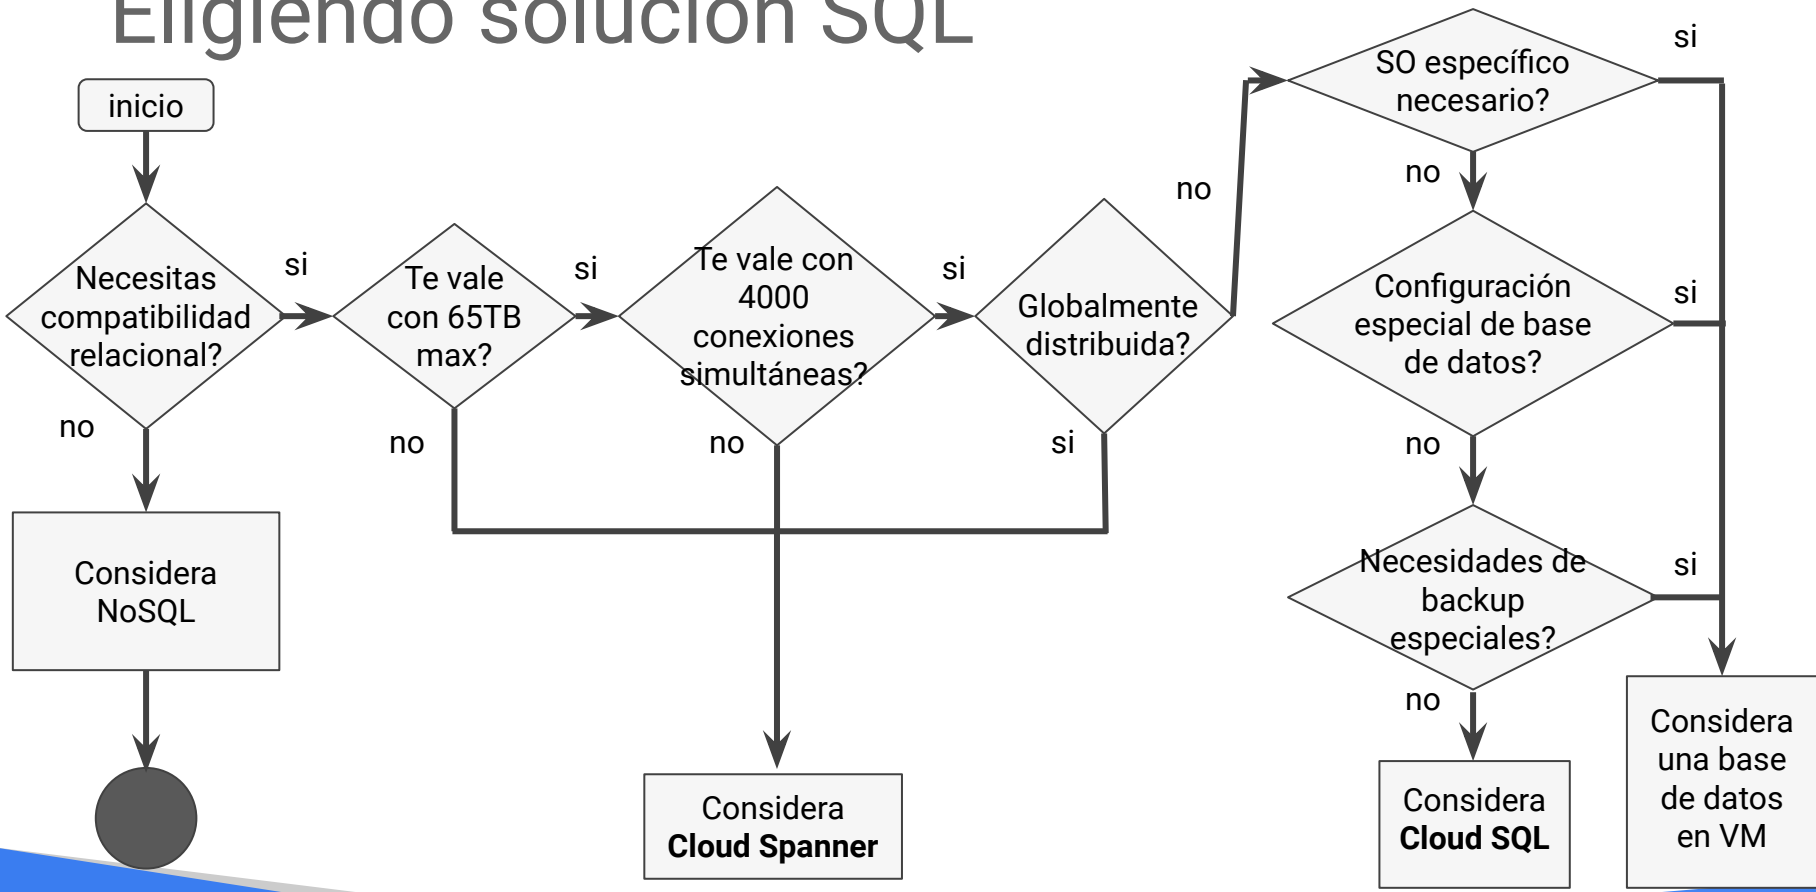 Eligiendo solución SQL
inicio
Necesitas
compatibilidad
relacional?
si
no
Considera
NoSQL
Te vale
con 65TB
max?
si
no
Te vale con
4000
conexiones
simultáneas?
si
no
Globalmente
distribuida?
no
si
Considera
Cloud Spanner
SO específico
necesario?
si
no
Configuración
especial de base
de datos?
si
no
Necesidades de
backup
especiales?
si
no
Considera
Cloud SQL
Considera
una base
de datos
en VM